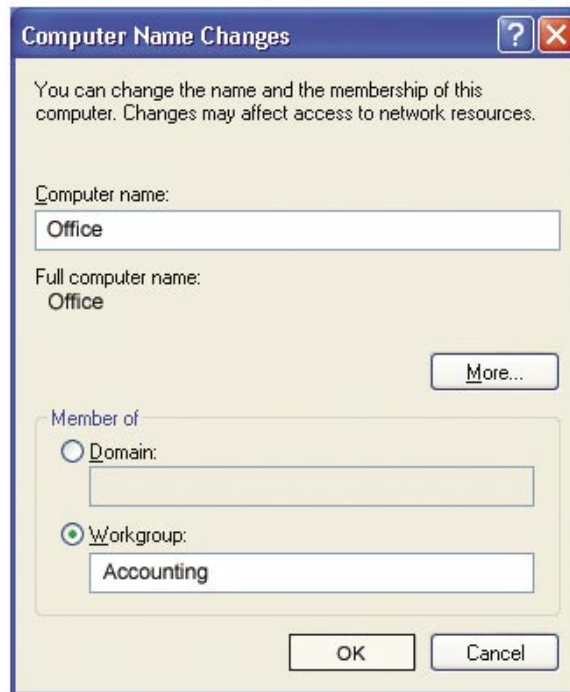 Computer Name Changes
You can change the name and the membership of this
computer. Changes may affect access to network resources.
Computer name:
Office
Full computer name:
Office
More...
Member of
Domain:
Workgroup:
Accounting
OK Cancel